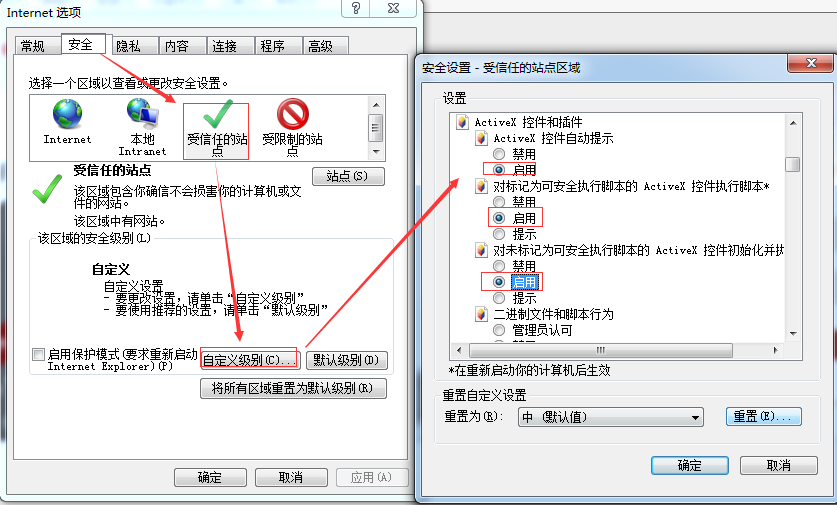 Internet 选项
常规
安全
隐私
内容
连接
程序
高级
选择一个区域以查看或更改安全设置。
Internet
本地
Intranet
受信任的站
点
受限制的站
点
受信任的站点
站点(S)
该区域包含你确信不会损害你的计算机或文
件的网站。
该区域中有网站。
该区域的安全级别(L)
自定义
自定义设置
- 要更改设置，请单击“自定义级别”
- 要使用推荐的设置，请单击“默认级别”
启用保护模式(要求重新启动
Internet Explorer)(P)
自定义级别(C)...
默认级别(D)
将所有区域重置为默认级别(R)
确定
取消
应用(A)
安全设置 - 受信任的站点区域
设置
ActiveX 控件和插件
ActiveX 控件自动提示
禁用
启用
对标记为可安全执行脚本的 ActiveX 控件执行脚本*
禁用
启用
提示
对未标记为可安全执行脚本的 ActiveX 控件初始化并执
禁用
启用
提示
二进制文件和脚本行为
管理员认可
*在重新启动你的计算机后生效
重置自定义设置
重置为(R):
中 (默认值)
重置(E)...
确定
取消